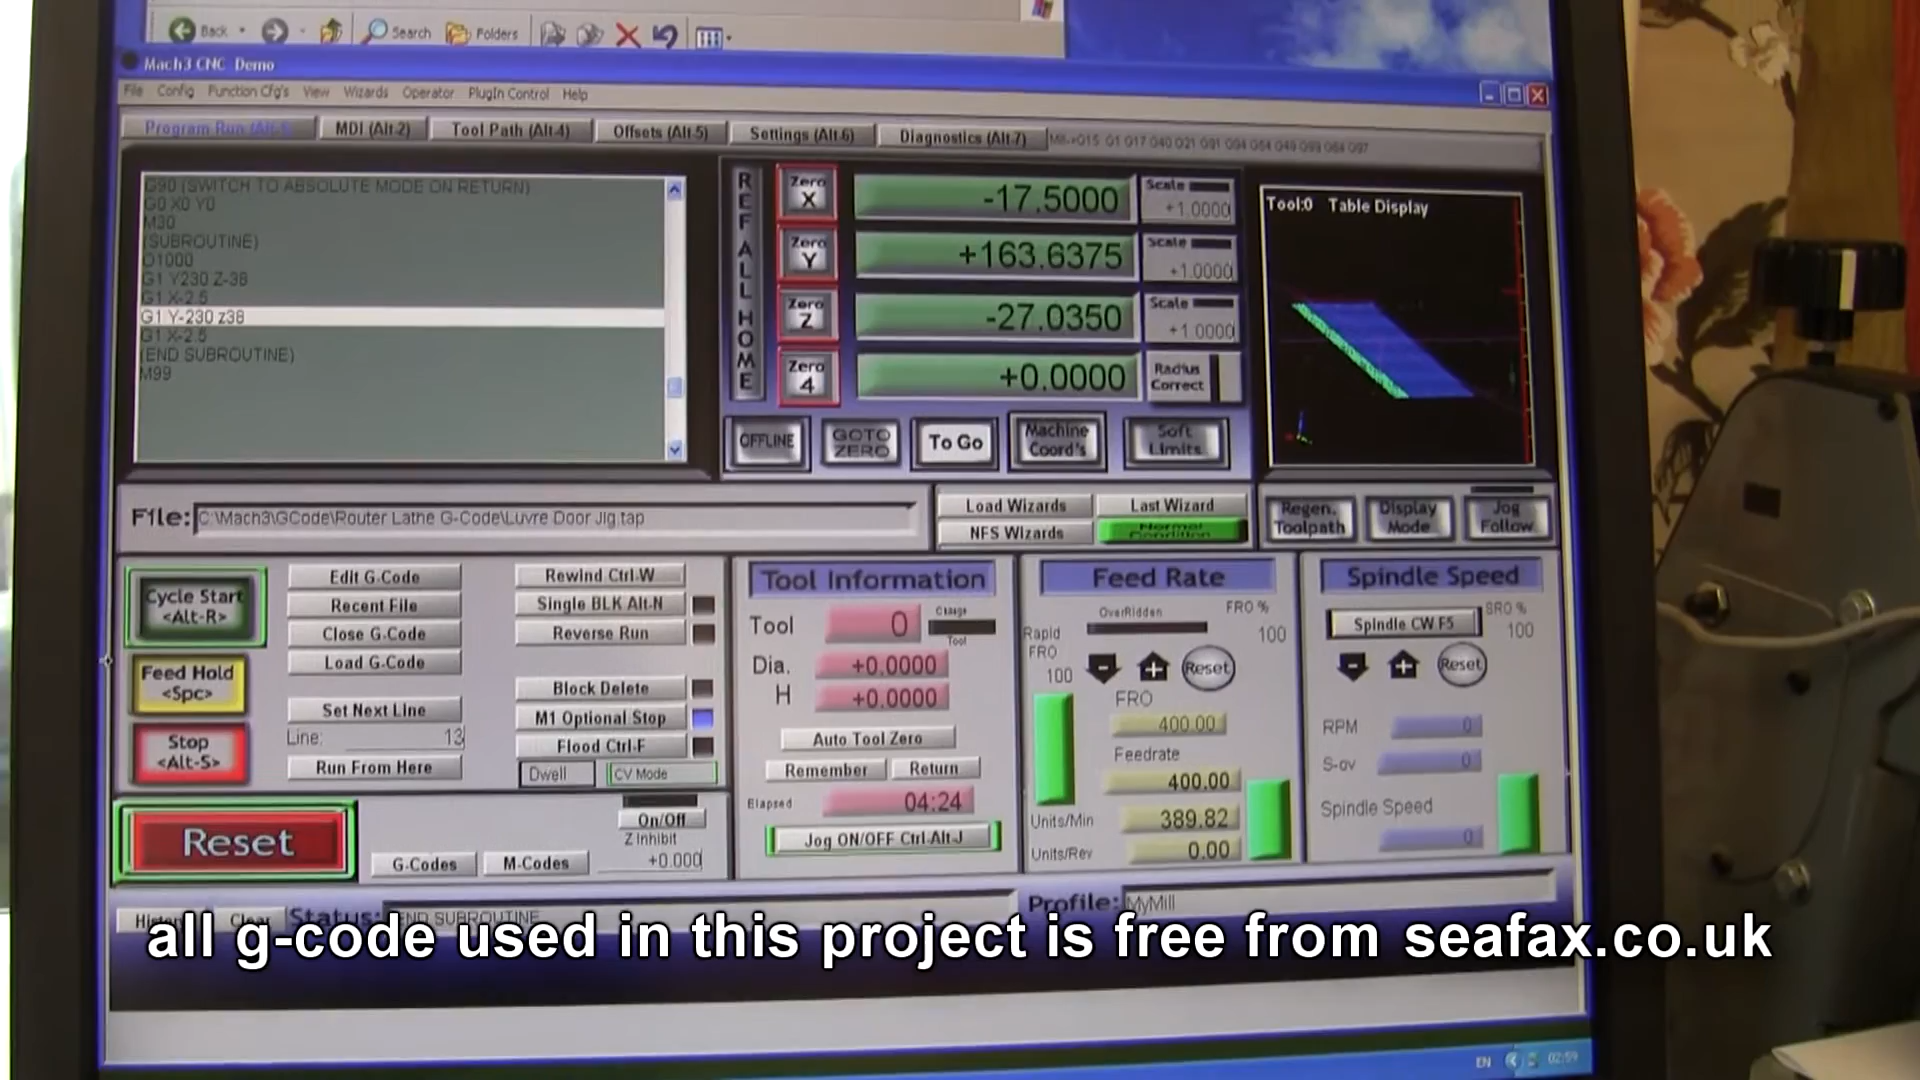 Back
Search
Folders
Mach3 CNC Demo
File Config Function Cfg's View Wizards Operator PlugIn Control Help
Program Run (Alt-1)
MDI (Alt-2)
Tool Path (Alt-4)
Offsets (Alt-5)
Settings (Alt-6)
Diagnostics (Alt-7)
G90 (SWITCH TO ABSOLUTE MODE ON RETURN)
G0 X0 Y0
M30
(SUBROUTINE)
O1000
G1 Y230 Z-38
G1 X-2.5
G1 Y-230 z38
G1 X-2.5
(END SUBROUTINE)
M99
REF ALL HOME
Zero X
-17.5000
Scale
+1.0000
Zero Y
+163.6375
Scale
+1.0000
Zero Z
-27.0350
Scale
+1.0000
Zero 4
+0.0000
Radius Correct
OFFLINE
GOTO ZERO
To Go
Machine Coord's
Soft Limits
Tool:0 Table Display
File: C:\Mach3\GCode\Router Lathe G-Code\Luvre Door Jig.tap
Load Wizards
Last Wizard
NFS Wizards
Normal Condition
Regen. Toolpath
Display Mode
Jog Follow
Cycle Start
<Alt-R>
Feed Hold
<Spc>
Stop
<Alt-S>
Reset
Edit G-Code
Recent File
Close G-Code
Load G-Code
Set Next Line
Line: 13
Run From Here
Rewind Ctrl-W
Single BLK Alt-N
Reverse Run
Block Delete
M1 Optional Stop
Flood Ctrl-F
Dwell
CV Mode
On/Off
Z Inhibit
+0.000
G-Codes
M-Codes
Tool Information
Tool 0
Change
Tool
Dia. +0.0000
H +0.0000
Auto Tool Zero
Remember
Return
Elapsed 04:24
Jog ON/OFF Ctrl-Alt-J
Feed Rate
OverRidden
FRO %
100
Rapid
FRO
100
Reset
FRO
400.00
Feedrate
400.00
Units/Min 389.82
Units/Rev 0.00
Spindle Speed
Spindle CW F5
SRO %
100
Reset
RPM 0
S-ov 0
Spindle Speed
0
History
Clear
Status: END SUBROUTINE
Profile: MyMill
all g-code used in this project is free from seafax.co.uk
EN
02:59